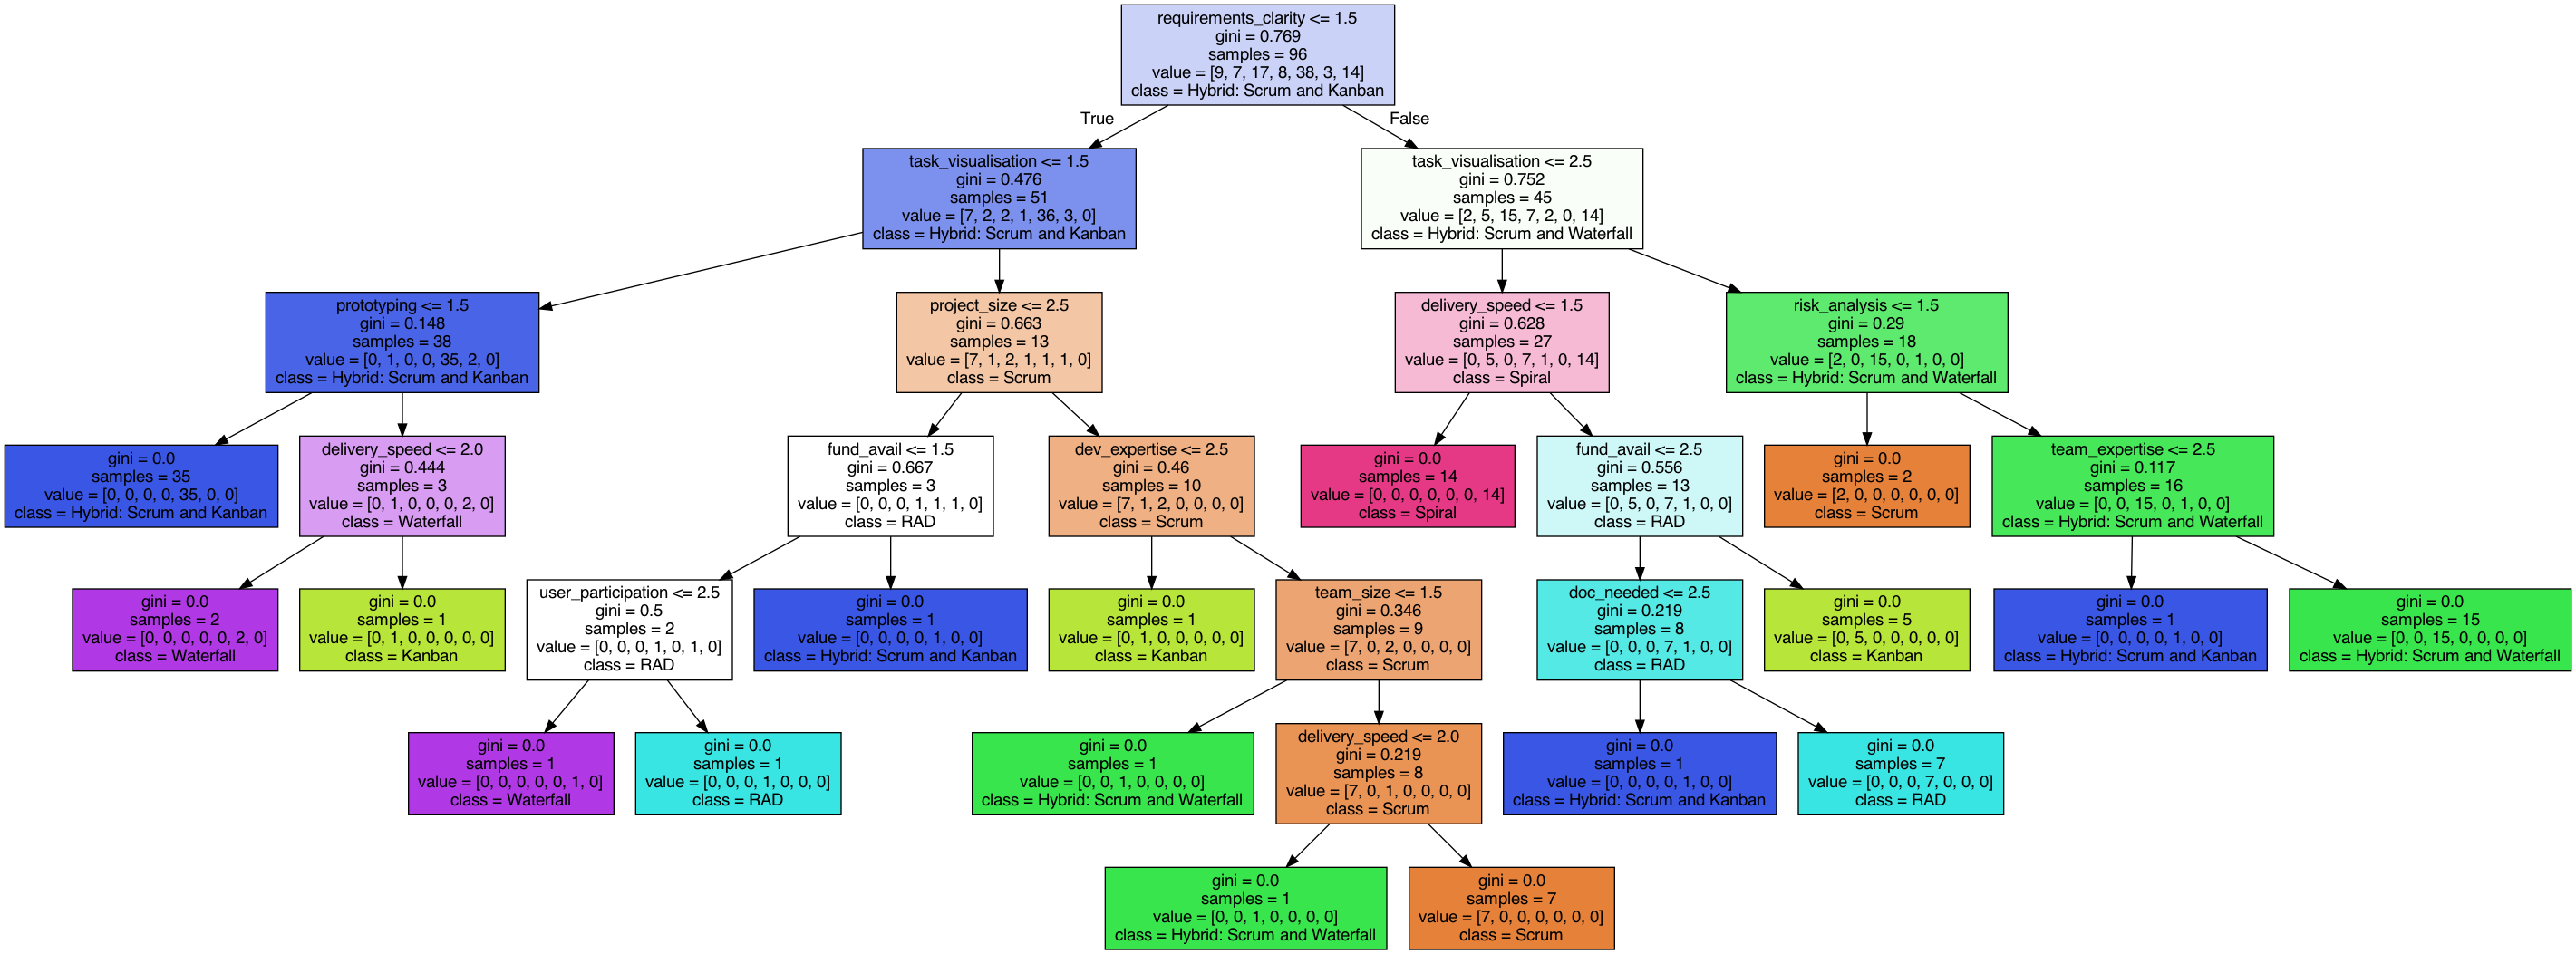 requirements_clarity <= 1.5
gini = 0.769
samples = 96
value = [9, 7, 17, 8, 38, 3, 14]
class = Hybrid: Scrum and Kanban
True
False
task_visualisation <= 1.5
gini = 0.476
samples = 51
value = [7, 2, 2, 1, 36, 3, 0]
class = Hybrid: Scrum and Kanban
task_visualisation <= 2.5
gini = 0.752
samples = 45
value = [2, 5, 15, 7, 2, 0, 14]
class = Hybrid: Scrum and Waterfall
prototyping <= 1.5
gini = 0.148
samples = 38
value = [0, 1, 0, 0, 35, 2, 0]
class = Hybrid: Scrum and Kanban
project_size <= 2.5
gini = 0.663
samples = 13
value = [7, 1, 2, 1, 1, 1, 0]
class = Scrum
delivery_speed <= 1.5
gini = 0.628
samples = 27
value = [0, 5, 0, 7, 1, 0, 14]
class = Spiral
risk_analysis <= 1.5
gini = 0.29
samples = 18
value = [2, 0, 15, 0, 1, 0, 0]
class = Hybrid: Scrum and Waterfall
gini = 0.0
samples = 35
value = [0, 0, 0, 0, 35, 0, 0]
class = Hybrid: Scrum and Kanban
delivery_speed <= 2.0
gini = 0.444
samples = 3
value = [0, 1, 0, 0, 0, 2, 0]
class = Waterfall
fund_avail <= 1.5
gini = 0.667
samples = 3
value = [0, 0, 0, 1, 1, 1, 0]
class = RAD
dev_expertise <= 2.5
gini = 0.46
samples = 10
value = [7, 1, 2, 0, 0, 0, 0]
class = Scrum
gini = 0.0
samples = 14
value = [0, 0, 0, 0, 0, 0, 14]
class = Spiral
fund_avail <= 2.5
gini = 0.556
samples = 13
value = [0, 5, 0, 7, 1, 0, 0]
class = RAD
gini = 0.0
samples = 2
value = [2, 0, 0, 0, 0, 0, 0]
class = Scrum
team_expertise <= 2.5
gini = 0.117
samples = 16
value = [0, 0, 15, 0, 1, 0, 0]
class = Hybrid: Scrum and Waterfall
gini = 0.0
samples = 2
value = [0, 0, 0, 0, 0, 2, 0]
class = Waterfall
gini = 0.0
samples = 1
value = [0, 1, 0, 0, 0, 0, 0]
class = Kanban
user_participation <= 2.5
gini = 0.5
samples = 2
value = [0, 0, 0, 1, 0, 1, 0]
class = RAD
gini = 0.0
samples = 1
value = [0, 0, 0, 0, 1, 0, 0]
class = Hybrid: Scrum and Kanban
gini = 0.0
samples = 1
value = [0, 1, 0, 0, 0, 0, 0]
class = Kanban
team_size <= 1.5
gini = 0.346
samples = 9
value = [7, 0, 2, 0, 0, 0, 0]
class = Scrum
doc_needed <= 2.5
gini = 0.219
samples = 8
value = [0, 0, 0, 7, 1, 0, 0]
class = RAD
gini = 0.0
samples = 5
value = [0, 5, 0, 0, 0, 0, 0]
class = Kanban
gini = 0.0
samples = 1
value = [0, 0, 0, 0, 1, 0, 0]
class = Hybrid: Scrum and Kanban
gini = 0.0
samples = 15
value = [0, 0, 15, 0, 0, 0, 0]
class = Hybrid: Scrum and Waterfall
gini = 0.0
samples = 1
value = [0, 0, 0, 0, 0, 1, 0]
class = Waterfall
gini = 0.0
samples = 1
value = [0, 0, 0, 1, 0, 0, 0]
class = RAD
gini = 0.0
samples = 1
value = [0, 0, 1, 0, 0, 0, 0]
class = Hybrid: Scrum and Waterfall
delivery_speed <= 2.0
gini = 0.219
samples = 8
value = [7, 0, 1, 0, 0, 0, 0]
class = Scrum
gini = 0.0
samples = 1
value = [0, 0, 0, 0, 1, 0, 0]
class = Hybrid: Scrum and Kanban
gini = 0.0
samples = 7
value = [0, 0, 0, 7, 0, 0, 0]
class = RAD
gini = 0.0
samples = 1
value = [0, 0, 1, 0, 0, 0, 0]
class = Hybrid: Scrum and Waterfall
gini = 0.0
samples = 7
value = [7, 0, 0, 0, 0, 0, 0]
class = Scrum